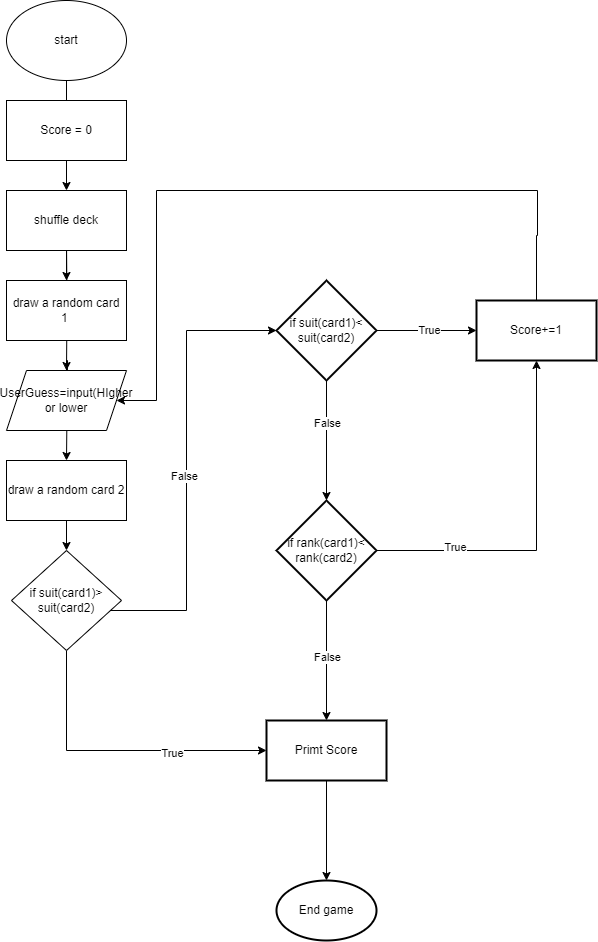 start
Score = 0
shuffle deck
draw a random card
1
UserGuess=input(HIgher
or lower
draw a random card 2
if suit(card1)>
suit(card2)
False
True
if suit(card1)<
suit(card2)
True
Score+=1
False
if rank(card1)<
rank(card2)
True
False
Primt Score
End game